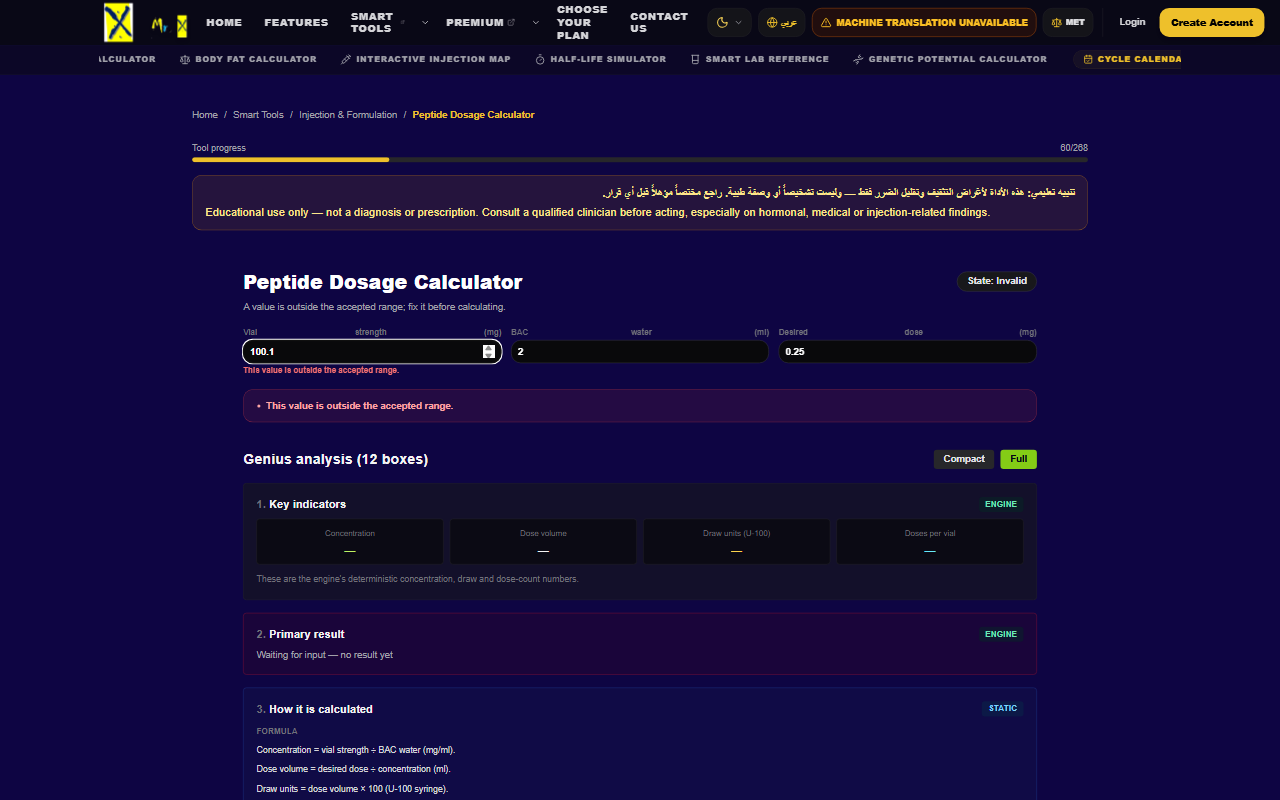 HOME
FEATURES
SMART TOOLS
PREMIUM
CHOOSE YOUR PLAN
CONTACT US
عربي
MACHINE TRANSLATION UNAVAILABLE
MET
Login
Create Account
ALCULATOR
BODY FAT CALCULATOR
INTERACTIVE INJECTION MAP
HALF-LIFE SIMULATOR
SMART LAB REFERENCE
GENETIC POTENTIAL CALCULATOR
CYCLE CALENDA
Home / Smart Tools / Injection & Formulation / Peptide Dosage Calculator
Tool progress 60/268
تنبيه تعليمي: هذه الأداة لأغراض التثقيف وتقليل الضرر فقط — وليست تشخيصاً أو وصفة طبية. راجع مختصاً مؤهلاً قبل أي قرار.
Educational use only — not a diagnosis or prescription. Consult a qualified clinician before acting, especially on hormonal, medical or injection-related findings.
Peptide Dosage Calculator
State: Invalid
A value is outside the accepted range; fix it before calculating.
Vial strength (mg) BAC water (ml) Desired dose (mg)
100.1 2 0.25
This value is outside the accepted range.
• This value is outside the accepted range.
Genius analysis (12 boxes)
Compact Full
1. Key indicators ENGINE
Concentration Dose volume Draw units (U-100) Doses per vial
— — — —
These are the engine's deterministic concentration, draw and dose-count numbers.
2. Primary result ENGINE
Waiting for input — no result yet
3. How it is calculated STATIC
FORMULA
Concentration = vial strength ÷ BAC water (mg/ml).
Dose volume = desired dose ÷ concentration (ml).
Draw units = dose volume × 100 (U-100 syringe).